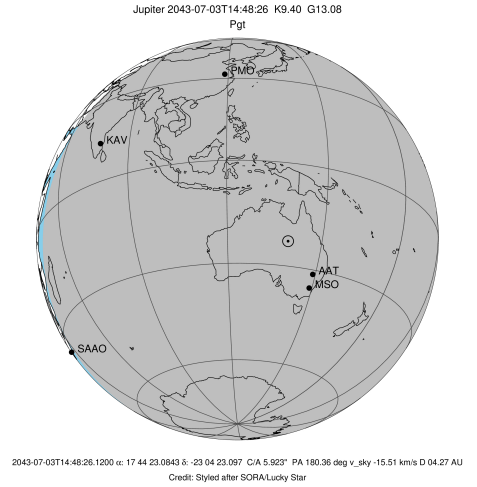 Jupiter 2043-07-03T14:48:26 K9.40 G13.08
Pgt
PMO
KAV
AAT
MSO
SAAO
2043-07-03T14:48:26.1200 α: 17 44 23.0843 δ: -23 04 23.097 C/A 5.923" PA 180.36 deg v_sky -15.51 km/s D 04.27 AU
Credit: Styled after SORA/Lucky Star